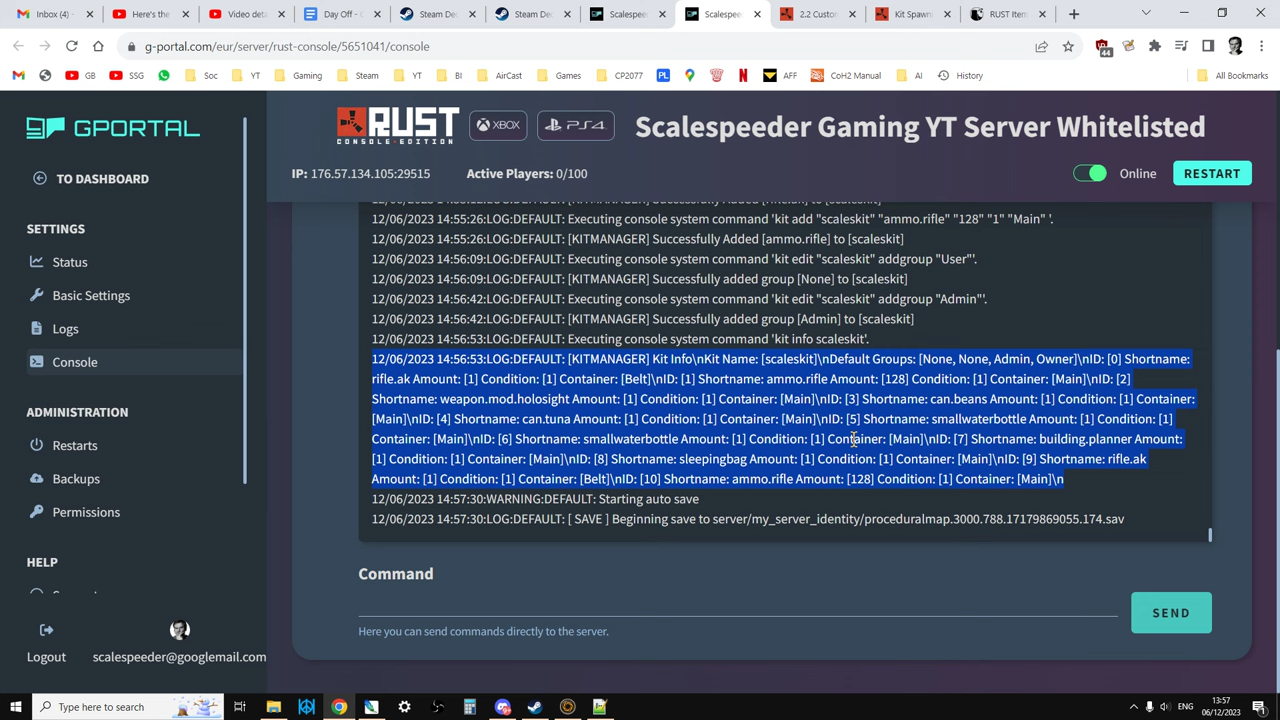 Inbox (4) -
Here's the
Video deta
Day Off - G
Steam Dec
Steam Dec
Scalespeed
Scalespeed
2.2 Custom
Kit Spawn
RUST Item
g-portal.com/eur/server/rust-console/5651041/console
44
GB
SSG
Soc
YT
Gaming
Steam
YT
BI
AirCast
Games
CP2077
PL
AFF
CoH2 Manual
AI
History
All Bookmarks
GPORTAL
RUST
CONSOLE EDITION
XBOX
PS4
Scalespeeder Gaming YT Server Whitelisted
TO DASHBOARD
IP: 176.57.134.105:29515
Active Players: 0/100
Online
RESTART
SETTINGS
Status
Basic Settings
Logs
Console
ADMINISTRATION
Restarts
Backups
Permissions
HELP
Logout
scalespeeder@googlemail.com
12/06/2023 14:55:26:LOG:DEFAULT: Executing console system command 'kit add "scaleskit" "ammo.rifle" "128" "1" "Main" '.
12/06/2023 14:55:26:LOG:DEFAULT: [KITMANAGER] Successfully Added [ammo.rifle] to [scaleskit]
12/06/2023 14:56:09:LOG:DEFAULT: Executing console system command 'kit edit "scaleskit" addgroup "User"'.
12/06/2023 14:56:09:LOG:DEFAULT: [KITMANAGER] Successfully added group [None] to [scaleskit]
12/06/2023 14:56:42:LOG:DEFAULT: Executing console system command 'kit edit "scaleskit" addgroup "Admin"'.
12/06/2023 14:56:42:LOG:DEFAULT: [KITMANAGER] Successfully added group [Admin] to [scaleskit]
12/06/2023 14:56:53:LOG:DEFAULT: Executing console system command 'kit info scaleskit'.
12/06/2023 14:56:53:LOG:DEFAULT: [KITMANAGER] Kit Info\nKit Name: [scaleskit]\nDefault Groups: [None, None, Admin, Owner]\nID: [0] Shortname:
rifle.ak Amount: [1] Condition: [1] Container: [Belt]\nID: [1] Shortname: ammo.rifle Amount: [128] Condition: [1] Container: [Main]\nID: [2]
Shortname: weapon.mod.holosight Amount: [1] Condition: [1] Container: [Main]\nID: [3] Shortname: can.beans Amount: [1] Condition: [1] Container:
[Main]\nID: [4] Shortname: can.tuna Amount: [1] Condition: [1] Container: [Main]\nID: [5] Shortname: smallwaterbottle Amount: [1] Condition: [1]
Container: [Main]\nID: [6] Shortname: smallwaterbottle Amount: [1] Condition: [1] Container: [Main]\nID: [7] Shortname: building.planner Amount:
[1] Condition: [1] Container: [Main]\nID: [8] Shortname: sleepingbag Amount: [1] Condition: [1] Container: [Main]\nID: [9] Shortname: rifle.ak
Amount: [1] Condition: [1] Container: [Belt]\nID: [10] Shortname: ammo.rifle Amount: [128] Condition: [1] Container: [Main]\n
12/06/2023 14:57:30:WARNING:DEFAULT: Starting auto save
12/06/2023 14:57:30:LOG:DEFAULT: [ SAVE ] Beginning save to server/my_server_identity/proceduralmap.3000.788.17179869055.174.sav
Command
SEND
Here you can send commands directly to the server.
Type here to search
13:57
06/12/2023